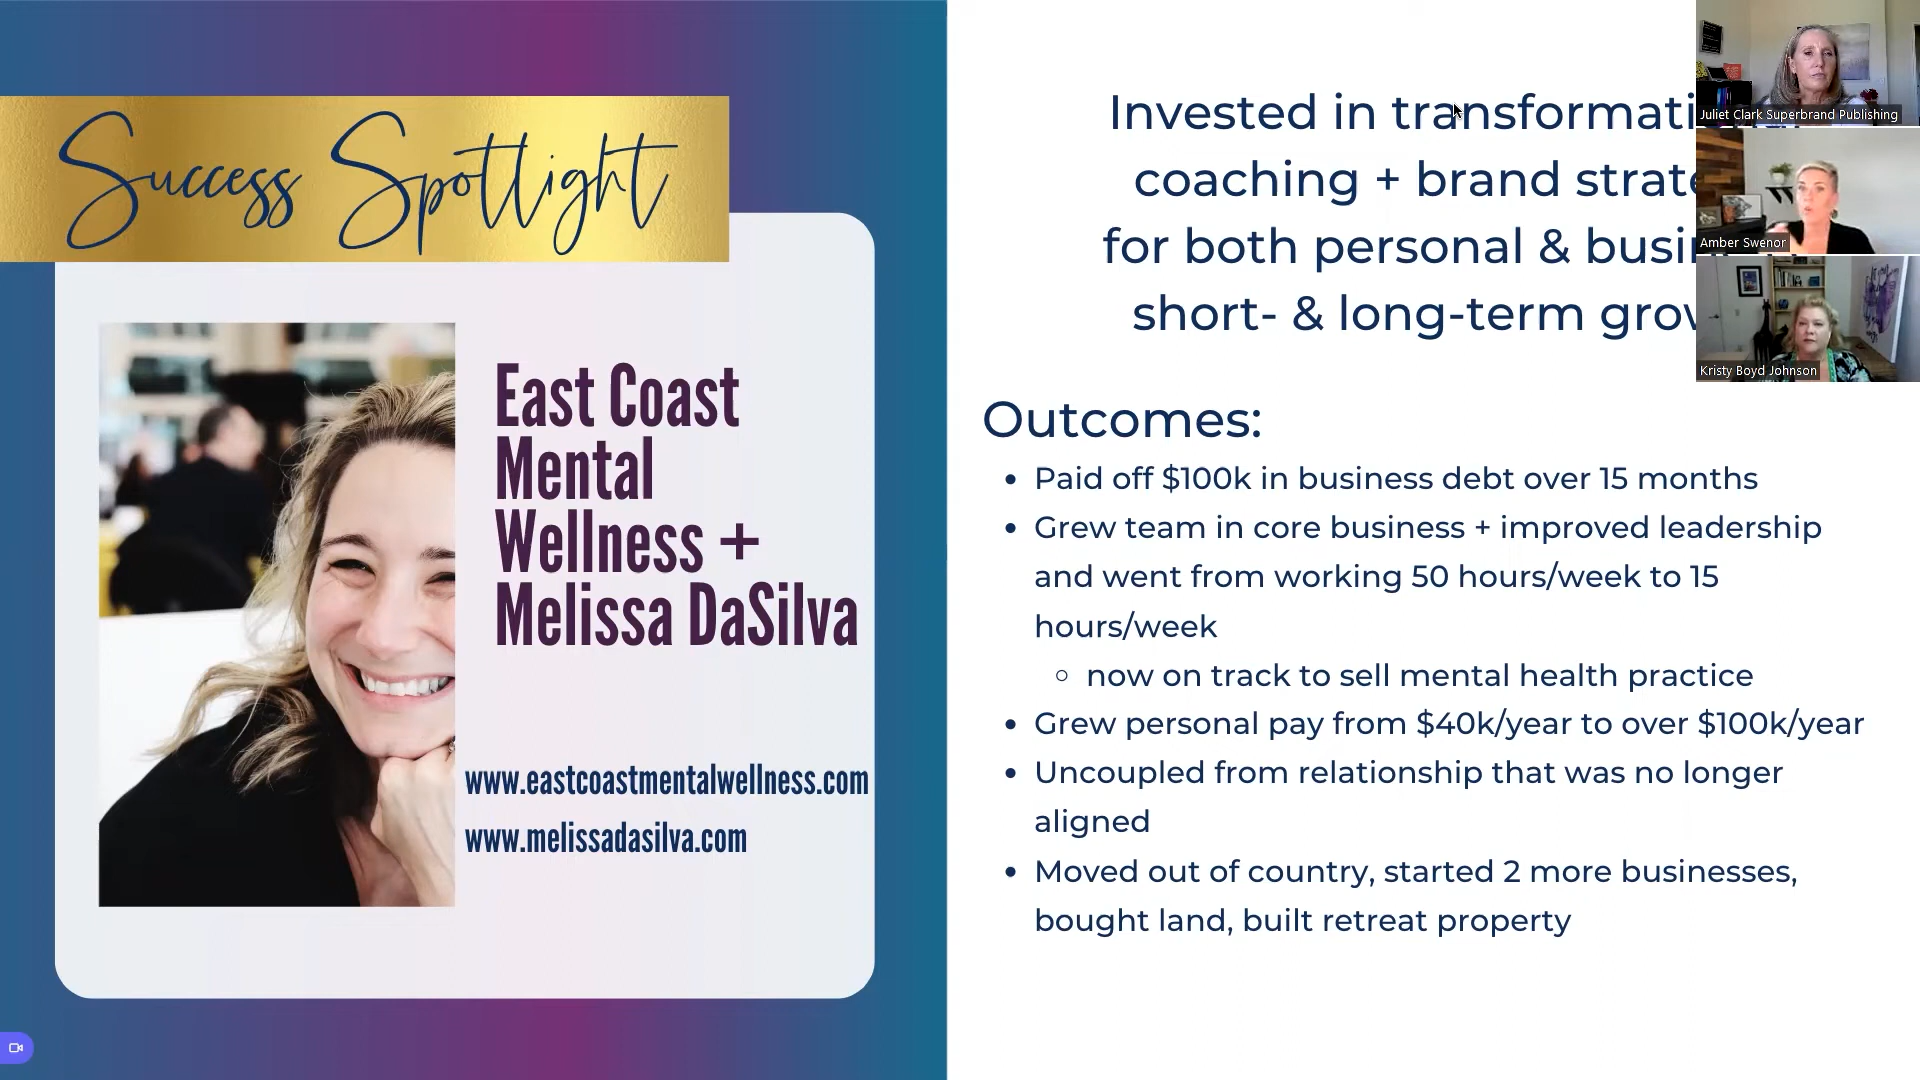 Success Spotlight
East Coast
Mental
Wellness +
Melissa DaSilva
www.eastcoastmentalwellness.com
www.melissadasilva.com
Invested in
coaching + brand
for both personal &
short- & long-term
Outcomes:
• Paid off $100k in business debt over 15 months
• Grew team in core business + improved leadership
and went from working 50 hours/week to 15
hours/week
○ now on track to sell mental health practice
• Grew personal pay from $40k/year to over $100k/year
• Uncoupled from relationship that was no longer
aligned
• Moved out of country, started 2 more businesses,
bought land, built retreat property
Juliet Clark Superbrand Publishing
Amber Swenor
Kristy Boyd Johnson